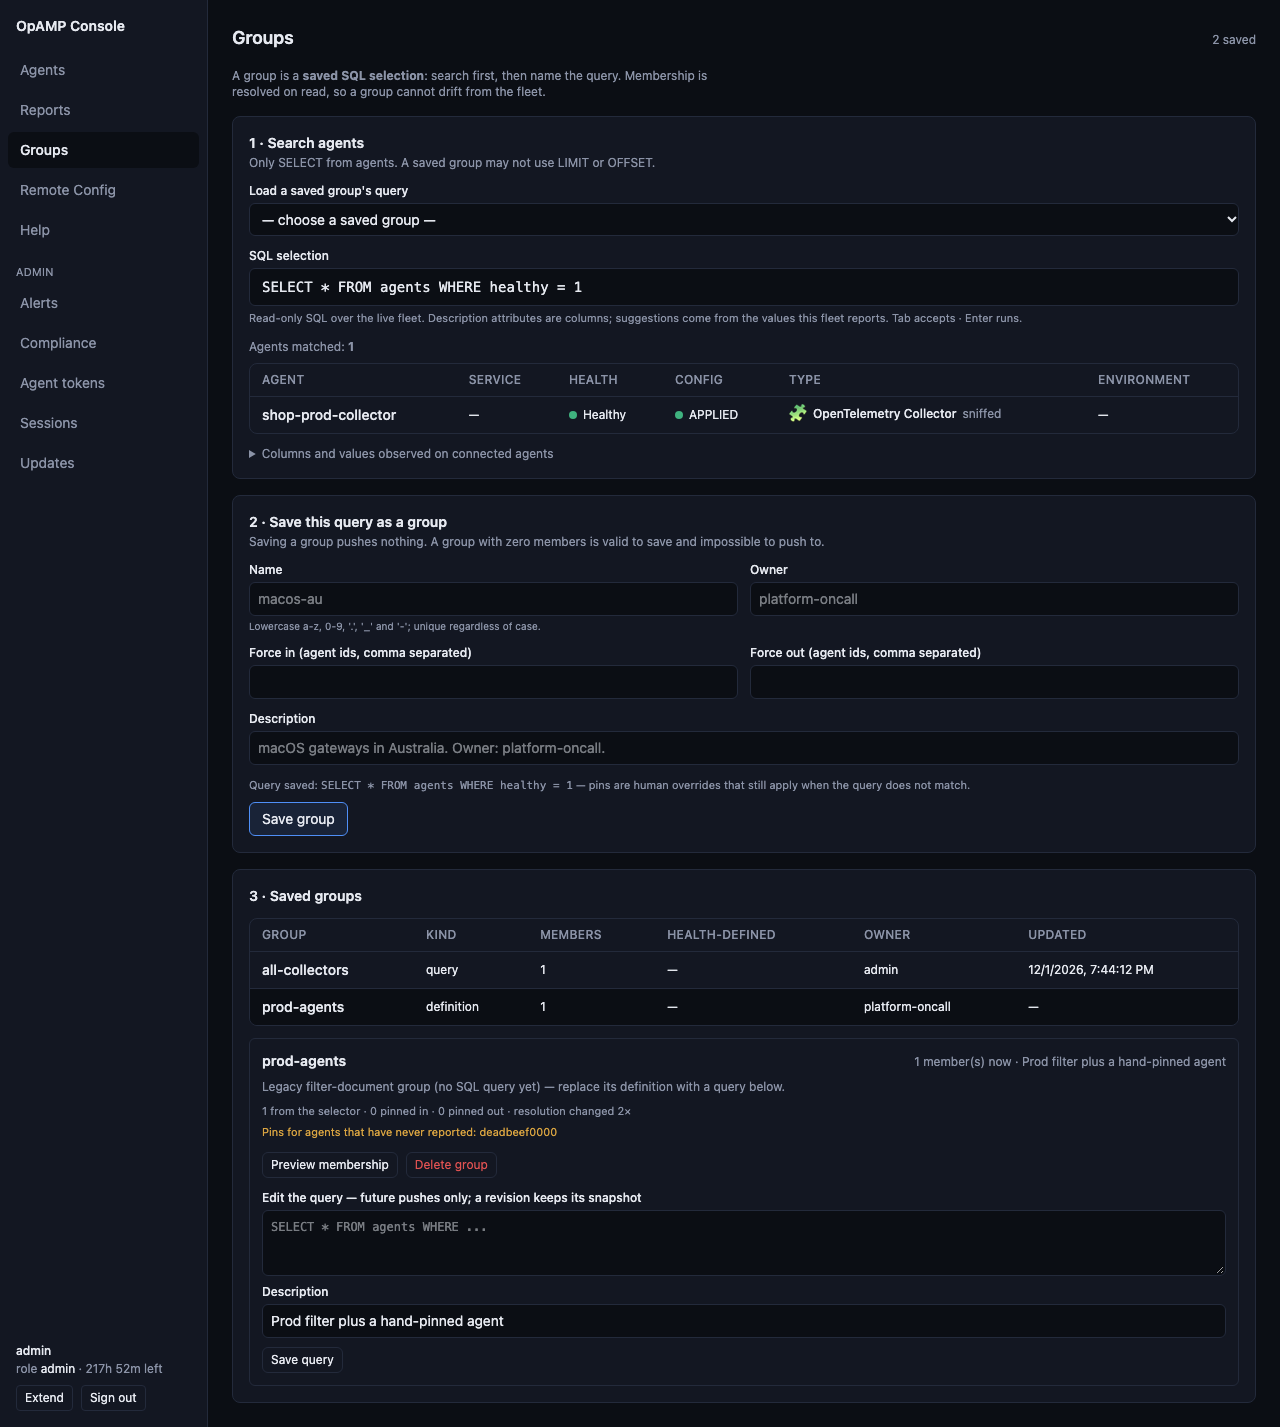 OpAMP Console
Agents
Reports
Groups
Remote Config
Help
ADMIN
Alerts
Compliance
Agent tokens
Sessions
Updates
admin
role admin · 217h 52m left
Extend
Sign out
Groups
2 saved
A group is a saved SQL selection: search first, then name the query. Membership is
resolved on read, so a group cannot drift from the fleet.
1 · Search agents
Only SELECT from agents. A saved group may not use LIMIT or OFFSET.
Load a saved group's query
— choose a saved group —
SQL selection
SELECT * FROM agents WHERE healthy = 1
Read-only SQL over the live fleet. Description attributes are columns; suggestions come from the values this fleet reports. Tab accepts · Enter runs.
Agents matched: 1
AGENT SERVICE HEALTH CONFIG TYPE ENVIRONMENT
shop-prod-collector — Healthy APPLIED OpenTelemetry Collector sniffed —
Columns and values observed on connected agents
2 · Save this query as a group
Saving a group pushes nothing. A group with zero members is valid to save and impossible to push to.
Name
macos-au
Lowercase a-z, 0-9, '.', '_' and '-'; unique regardless of case.
Owner
platform-oncall
Force in (agent ids, comma separated)
Force out (agent ids, comma separated)
Description
macOS gateways in Australia. Owner: platform-oncall.
Query saved: SELECT * FROM agents WHERE healthy = 1 — pins are human overrides that still apply when the query does not match.
Save group
3 · Saved groups
GROUP KIND MEMBERS HEALTH-DEFINED OWNER UPDATED
all-collectors query 1 — admin 12/1/2026, 7:44:12 PM
prod-agents definition 1 — platform-oncall —
prod-agents
1 member(s) now · Prod filter plus a hand-pinned agent
Legacy filter-document group (no SQL query yet) — replace its definition with a query below.
1 from the selector · 0 pinned in · 0 pinned out · resolution changed 2×
Pins for agents that have never reported: deadbeef0000
Preview membership
Delete group
Edit the query — future pushes only; a revision keeps its snapshot
SELECT * FROM agents WHERE ...
Description
Prod filter plus a hand-pinned agent
Save query